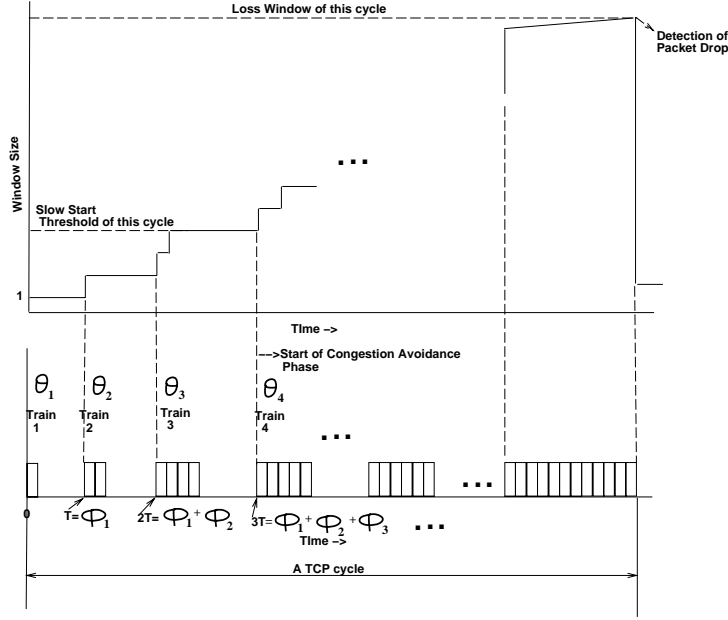 Loss Window of this cycle
Detection of
Packet Drop
Window Size
Slow Start
Threshold of this cycle
1
TIme −>
−−>Start of Congestion Avoidance
Phase
θ1 θ2 θ3 θ4
Train Train Train Train
1 2 3 4
0 T= Φ1 2T= Φ1 + Φ2 3T= Φ1 + Φ2 + Φ3
TIme −>
A TCP cycle